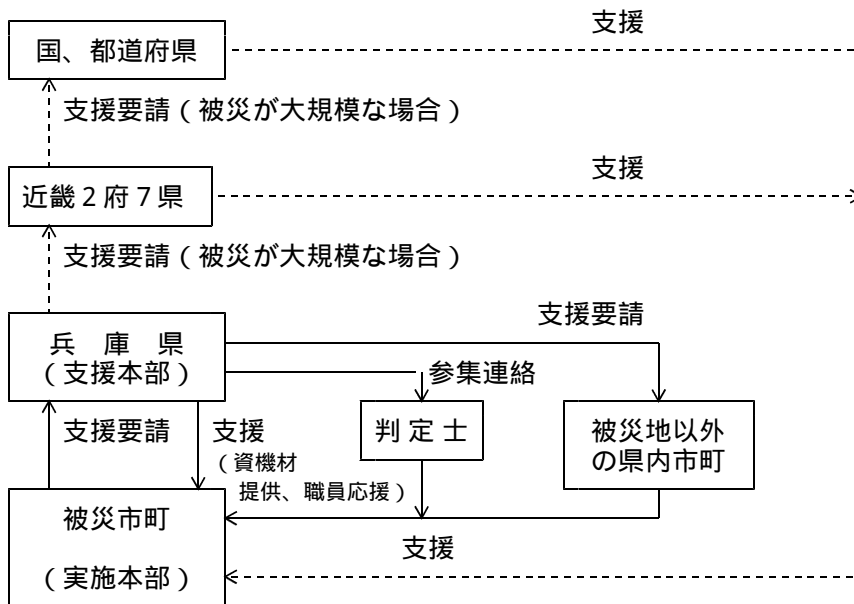 支援
国、都道府県
支援要請（被災が大規模な場合）
支援
近畿２府７県
支援要請（被災が大規模な場合）
支援要請
兵　庫　県
（支援本部）
参集連絡
支援要請
支援
（資機材
提供、職員応援）
判 定 士
被災地以外
の県内市町
被災市町
支援
（実施本部）